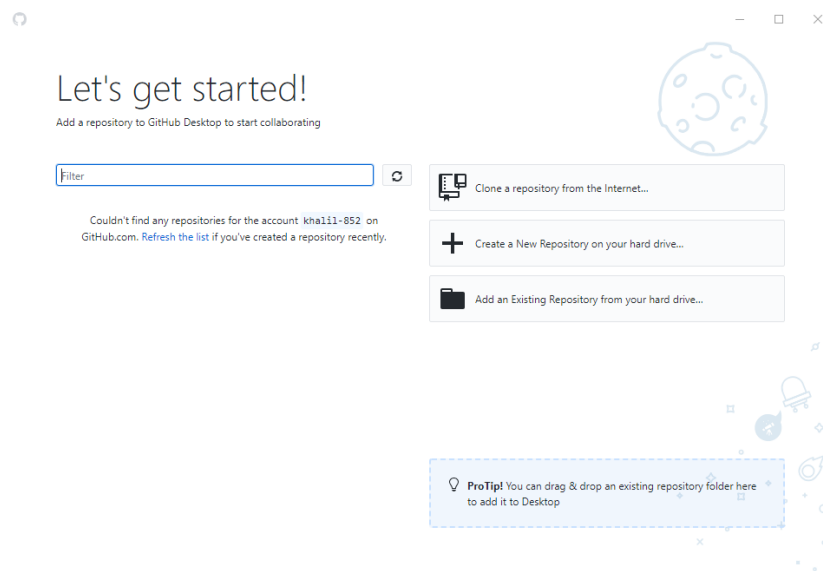 Let's get started!
Add a repository to GitHub Desktop to start collaborating
Filter
Couldn't find any repositories for the account khalil-852 on
GitHub.com. Refresh the list if you've created a repository recently.
Clone a repository from the Internet...
Create a New Repository on your hard drive...
Add an Existing Repository from your hard drive...
ProTip! You can drag & drop an existing repository folder here
to add it to Desktop